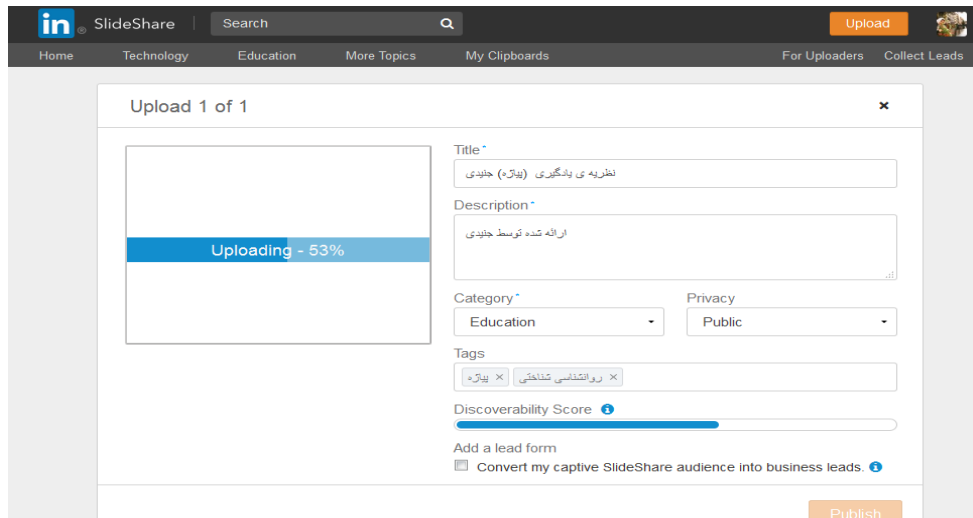 in ® SlideShare Search Upload
Home Technology Education More Topics My Clipboards For Uploaders Collect Leads
Upload 1 of 1 ×
Title *
نظریه ی یادگیری (پیاژه) جنیدی
Description *
ارائه شده توسط جنیدی
Uploading - 53%
Category * Privacy
Education Public
Tags
پیاژه × روانشناسی شناختی ×
Discoverability Score i
Add a lead form
Convert my captive SlideShare audience into business leads. i
Publish